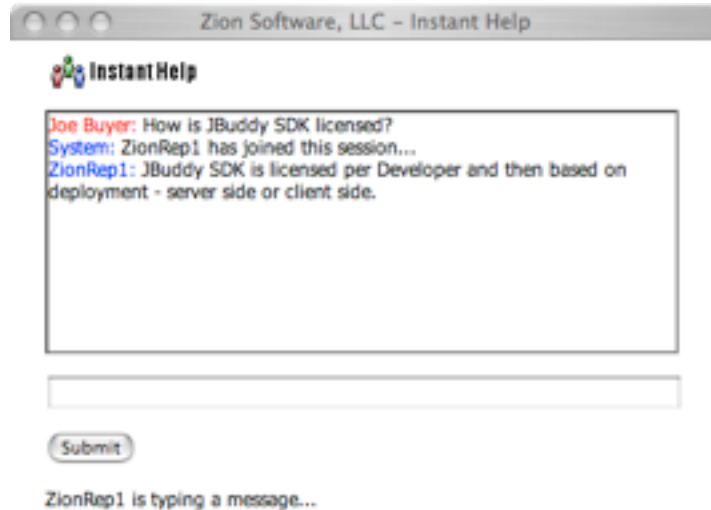 Zion Software, LLC – Instant Help
Instant Help
Joe Buyer: How is JBuddy SDK licensed?
System: ZionRep1 has joined this session...
ZionRep1: JBuddy SDK is licensed per Developer and then based on
deployment - server side or client side.
Submit
ZionRep1 is typing a message...